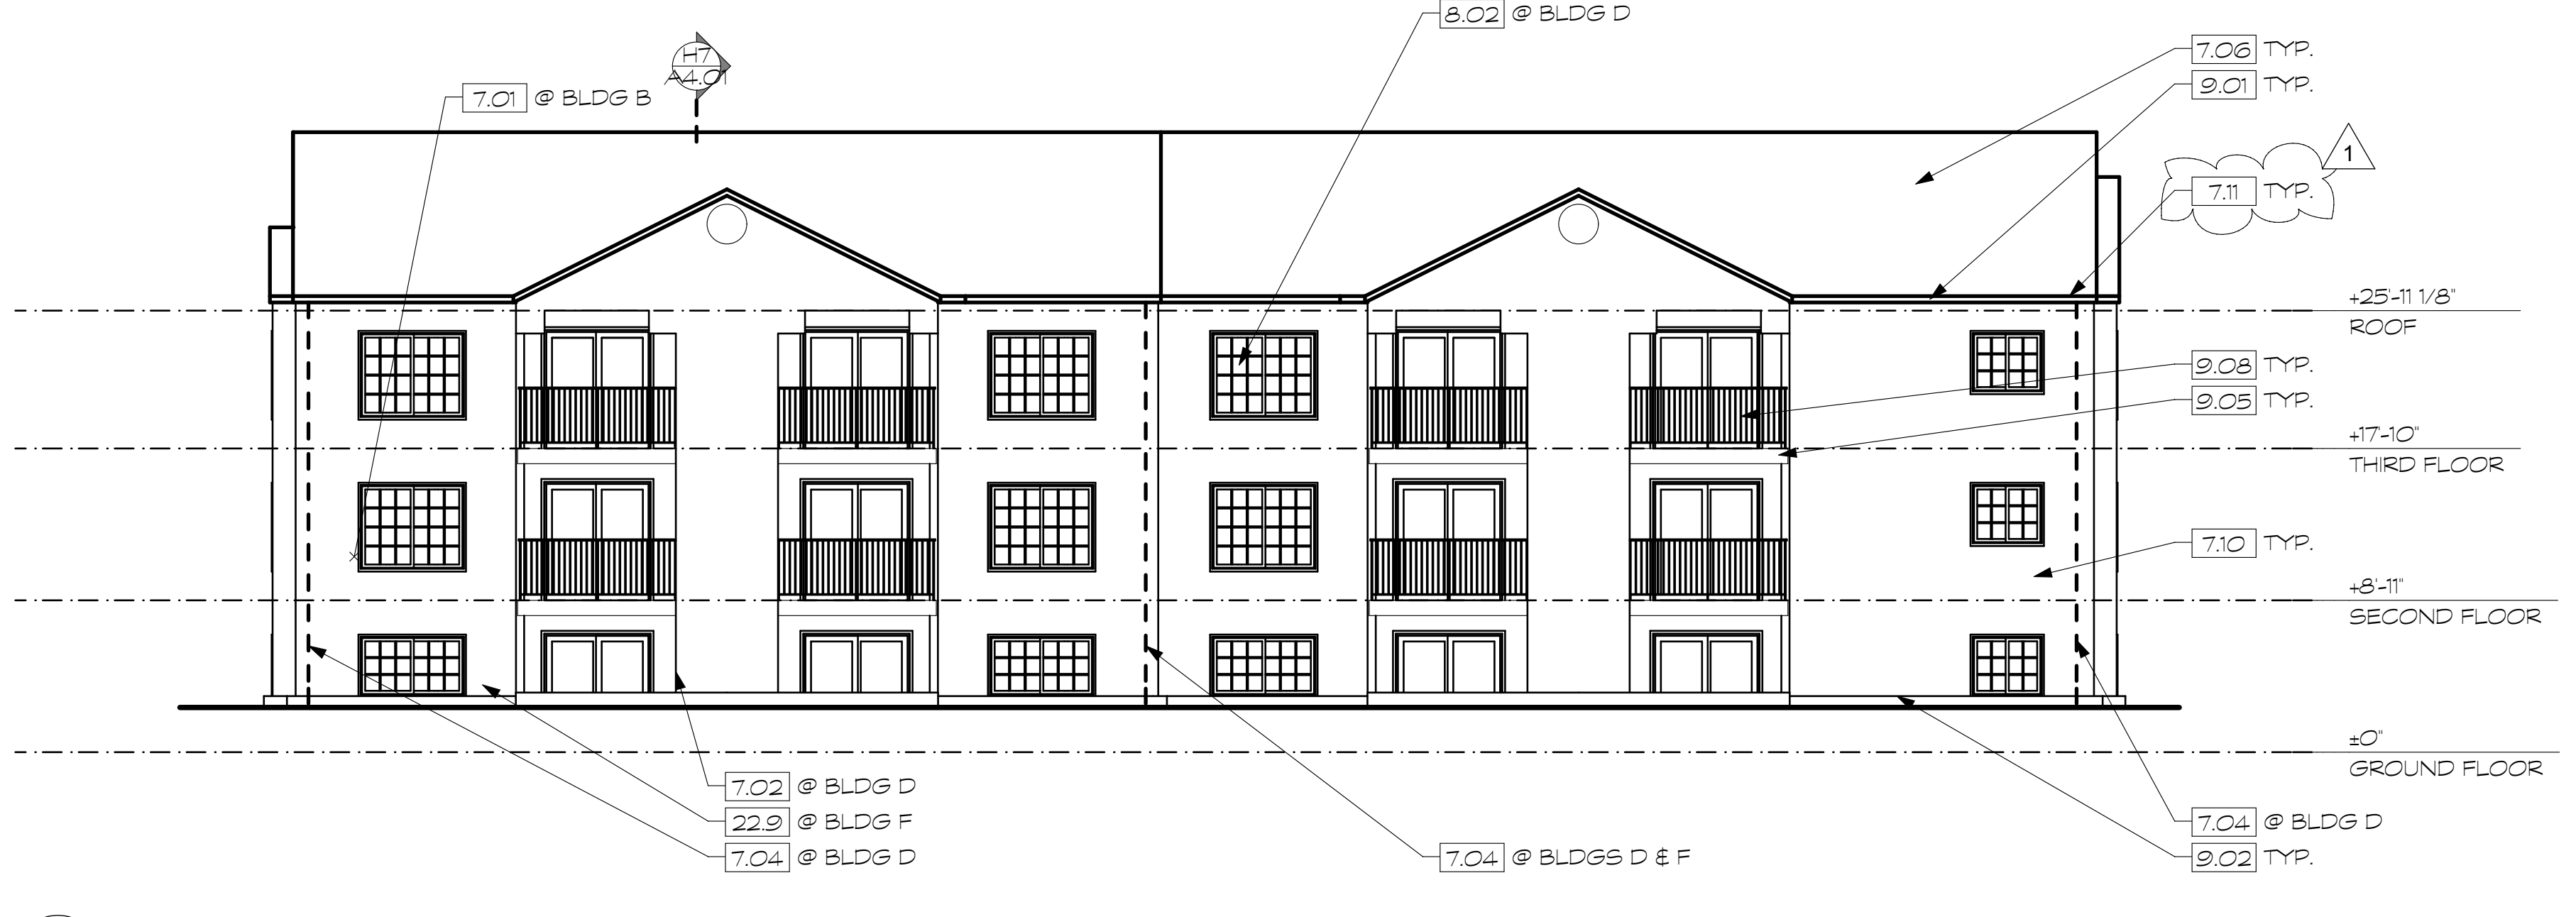 8.02 @ BLDG D
H7
A4.01
7.01 @ BLDG B
7.06 TYP.
9.01 TYP.
1
7.11 TYP.
+25'-11 1/8"
ROOF
9.08 TYP.
9.05 TYP.
+17'-10"
THIRD FLOOR
7.10 TYP.
+8'-11"
SECOND FLOOR
±0"
GROUND FLOOR
7.02 @ BLDG D
22.9 @ BLDG F
7.04 @ BLDG D
7.04 @ BLDGS D & F
7.04 @ BLDG D
9.02 TYP.